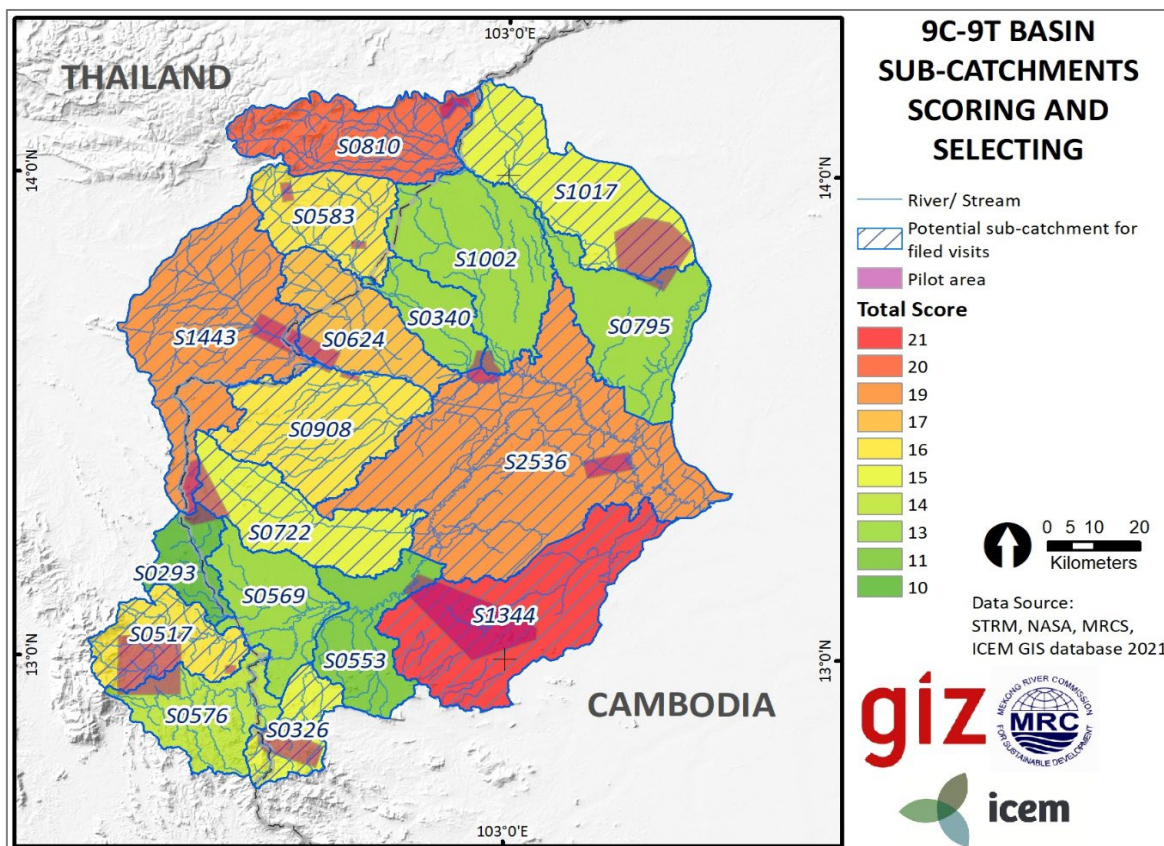 103°0'E
THAILAND
14°0'N
14°0'N
S0810
S1017
S0583
S1002
S0340
S0795
S1443
S0624
S0908
S2536
S0722
S0293
S0569
S1344
S0517
S0553
S0576
S0326
13°0'N
13°0'N
CAMBODIA
103°0'E
9C-9T BASIN
SUB-CATCHMENTS
SCORING AND
SELECTING
River/ Stream
Potential sub-catchment for
filed visits
Pilot area
Total Score
21
20
19
17
16
15
14
13
11
10
0 5 10 20
Kilometers
Data Source:
STRM, NASA, MRCS,
ICEM GIS database 2021
giz
MEKONG RIVER COMMISSION
MRC
FOR SUSTAINABLE DEVELOPMENT
icem